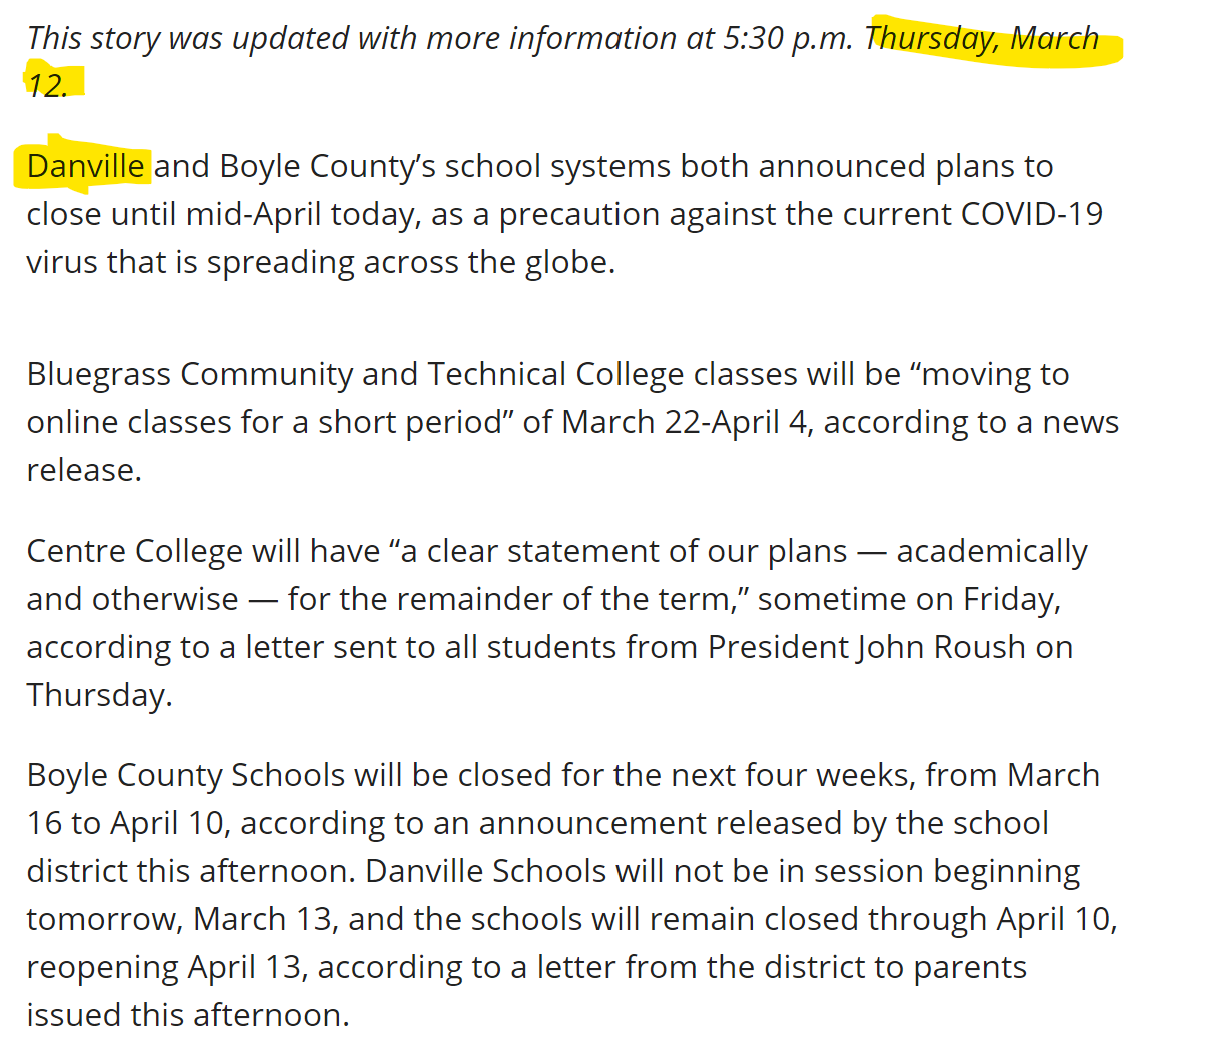 This story was updated with more information at 5:30 p.m. Thursday, March
12.
Danville and Boyle County’s school systems both announced plans to
close until mid-April today, as a precaution against the current COVID-19
virus that is spreading across the globe.
Bluegrass Community and Technical College classes will be “moving to
online classes for a short period” of March 22-April 4, according to a news
release.
Centre College will have “a clear statement of our plans — academically
and otherwise — for the remainder of the term,” sometime on Friday,
according to a letter sent to all students from President John Roush on
Thursday.
Boyle County Schools will be closed for the next four weeks, from March
16 to April 10, according to an announcement released by the school
district this afternoon. Danville Schools will not be in session beginning
tomorrow, March 13, and the schools will remain closed through April 10,
reopening April 13, according to a letter from the district to parents
issued this afternoon.